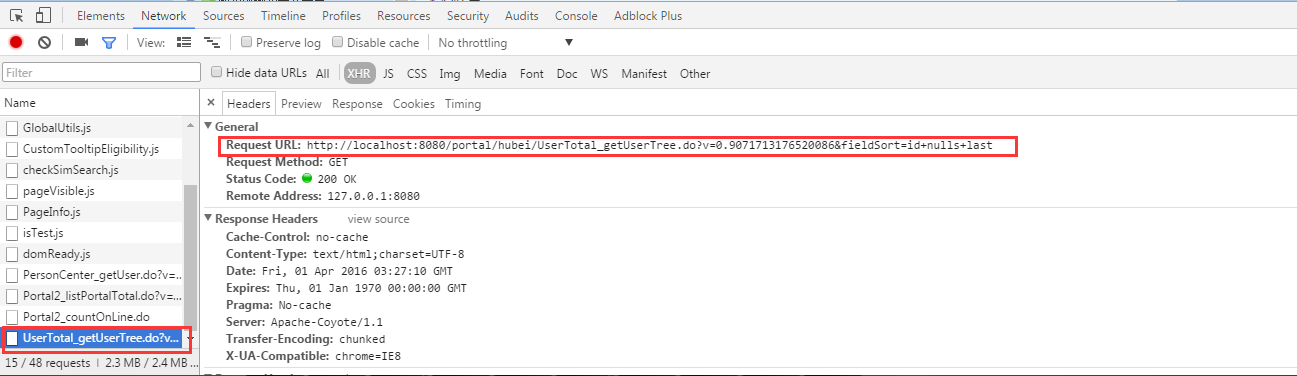 Elements Network Sources Timeline Profiles Resources Security Audits Console Adblock Plus
View: Preserve log Disable cache No throttling
Filter Hide data URLs All XHR JS CSS Img Media Font Doc WS Manifest Other
Name
GlobalUtils.js
CustomTooltipEligibility.js
checkSimSearch.js
pageVisible.js
PageInfo.js
isTest.js
domReady.js
PersonCenter_getUser.do?v=...
Portal2_listPortalTotal.do?v=...
Portal2_countOnLine.do
UserTotal_getUserTree.do?v...
15 / 48 requests | 2.3 MB / 2.4 MB ...
× Headers Preview Response Cookies Timing
General
Request URL: http://localhost:8080/portal/hubei/UserTotal_getUserTree.do?v=0.9071713176520086&fieldSort=id+nulls+last
Request Method: GET
Status Code: 200 OK
Remote Address: 127.0.0.1:8080
Response Headers view source
Cache-Control: no-cache
Content-Type: text/html;charset=UTF-8
Date: Fri, 01 Apr 2016 03:27:10 GMT
Expires: Thu, 01 Jan 1970 00:00:00 GMT
Pragma: No-cache
Server: Apache-Coyote/1.1
Transfer-Encoding: chunked
X-UA-Compatible: chrome=IE8